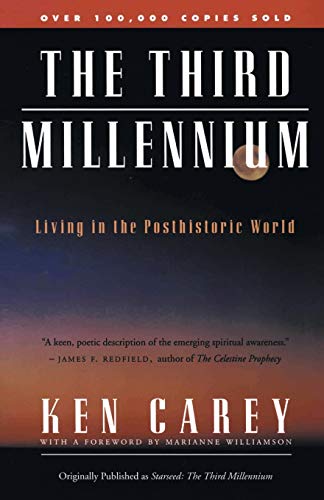 OVER 100,000 COPIES SOLD
THE THIRD
MILLENNIUM
Living in the Posthistoric World
"A keen, poetic description of the emerging spiritual awareness."
– JAMES F. REDFIELD, author of The Celestine Prophecy
KEN CAREY
WITH A FOREWORD BY MARIANNE WILLIAMSON
Originally Published as Starseed: The Third Millennium